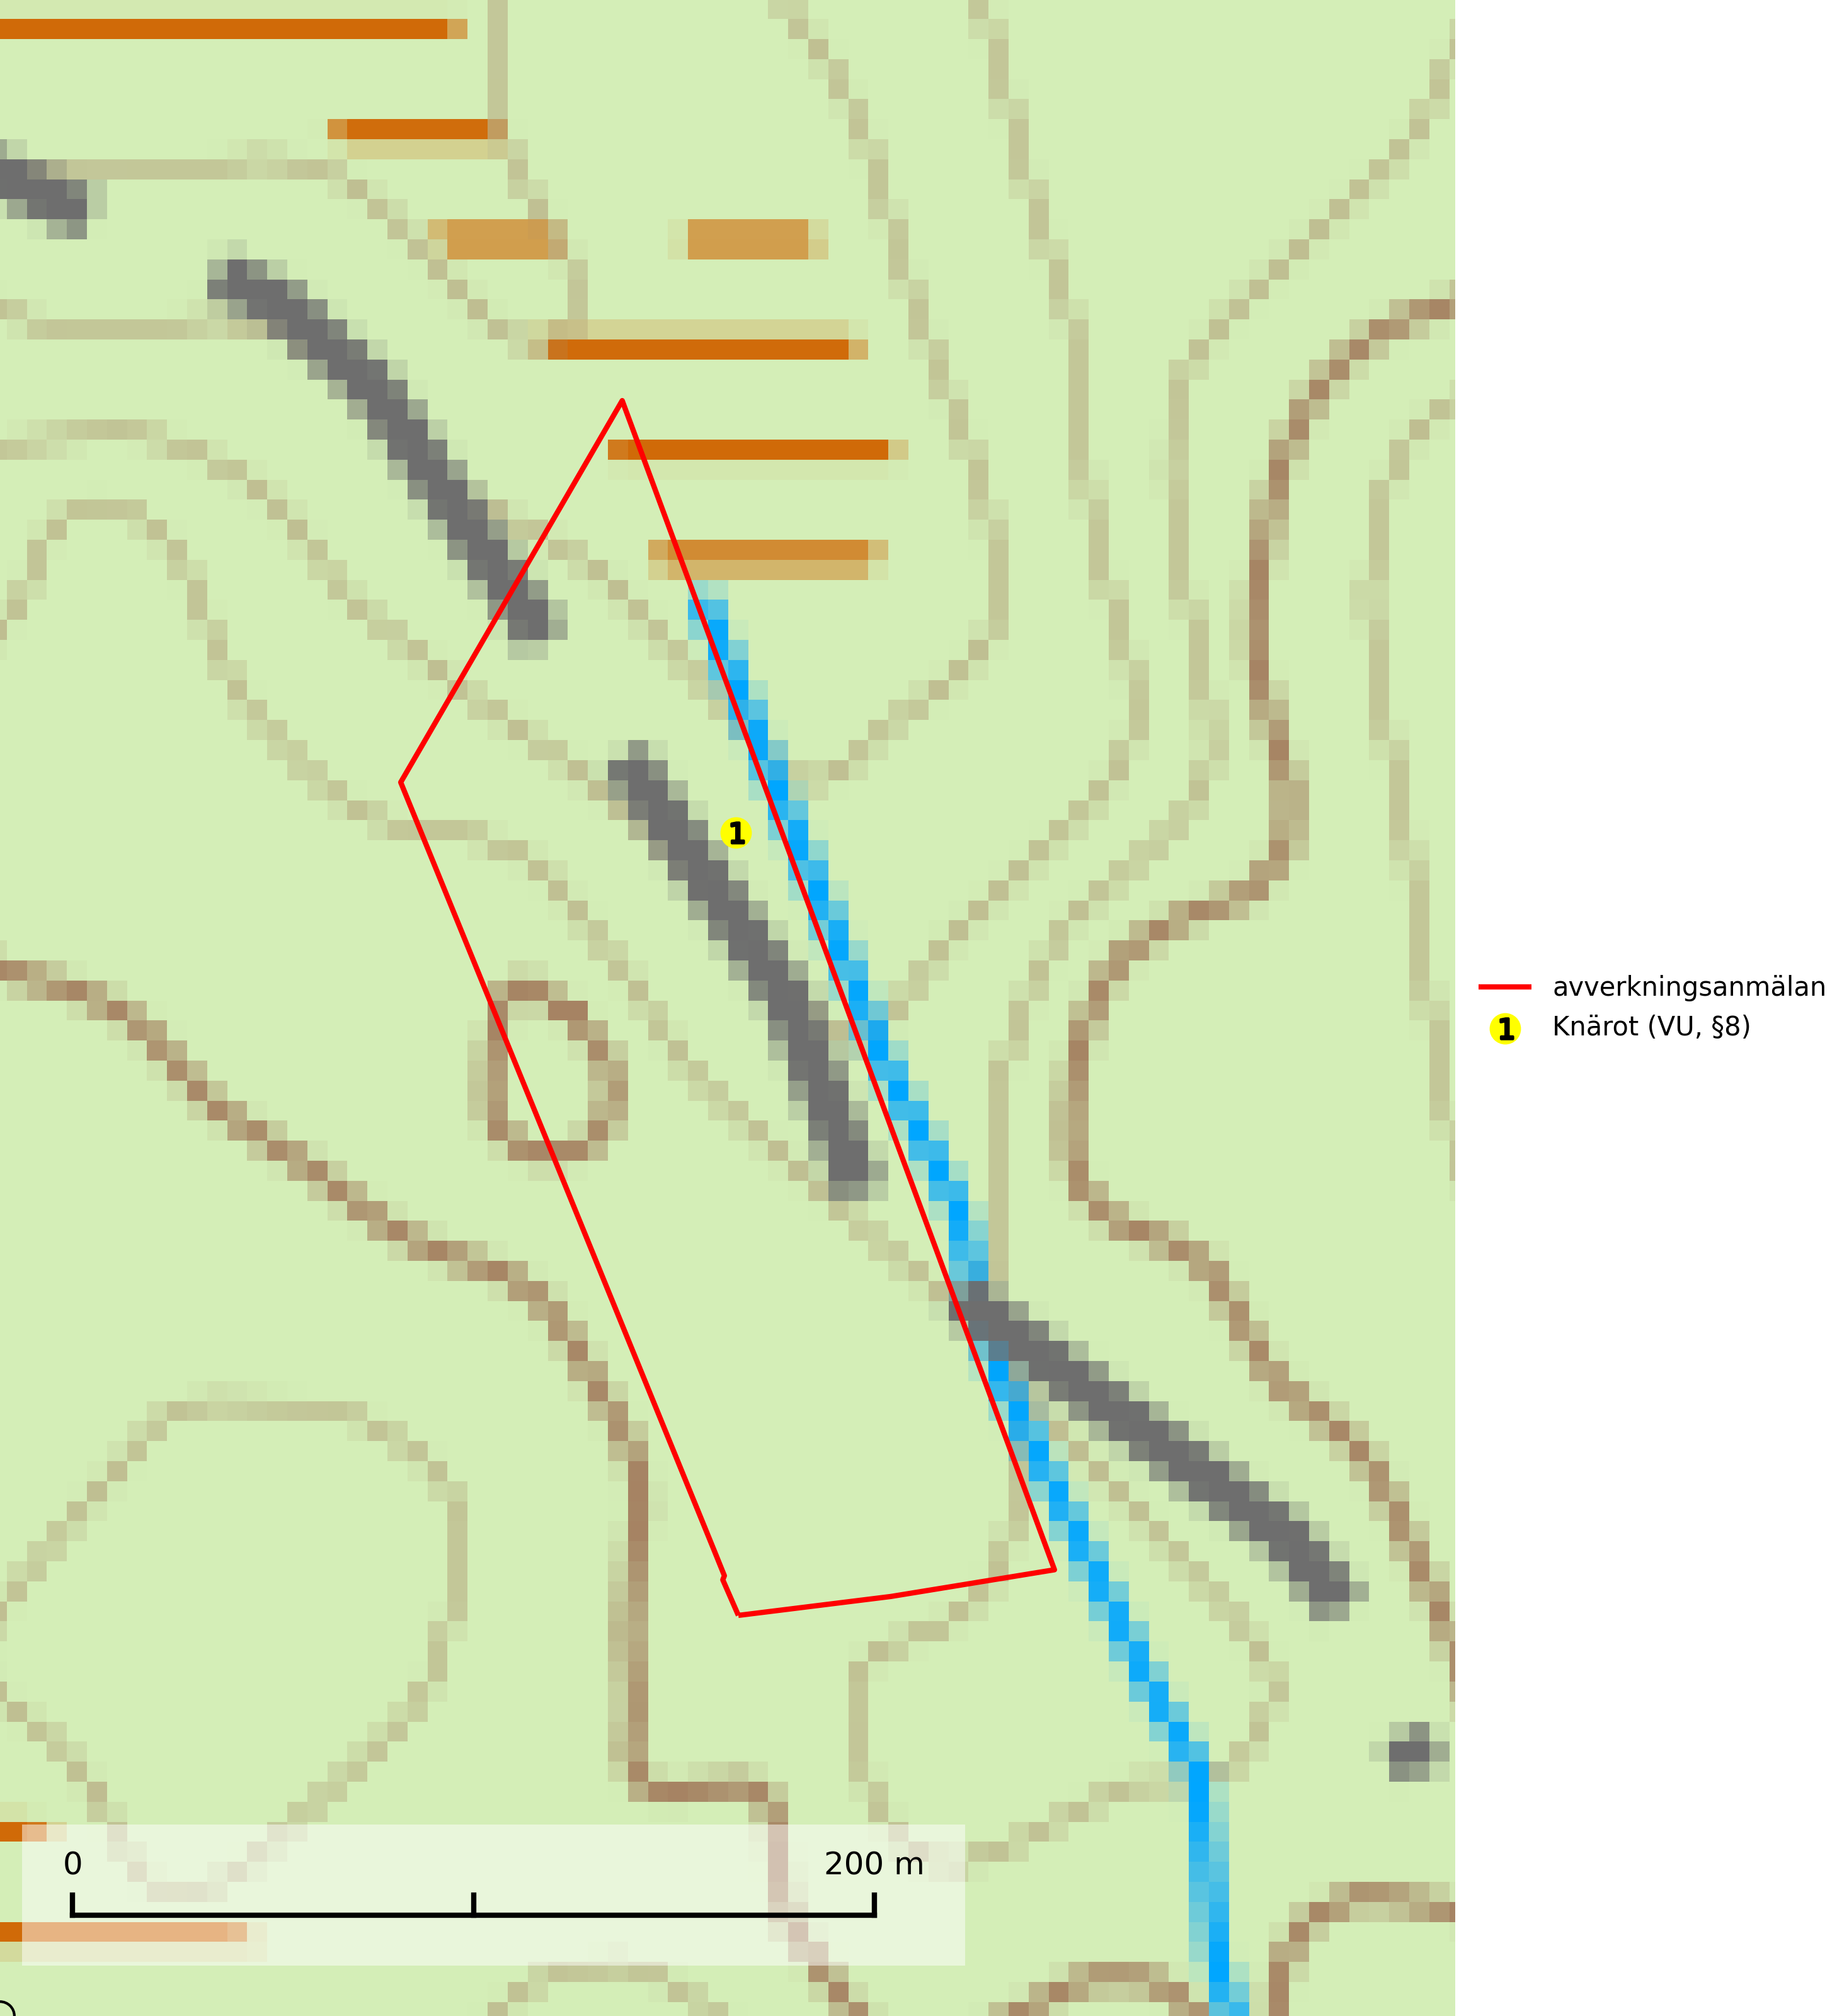 1
avverkningsanmälan
1 Knärot (VU, §8)
0 200 m